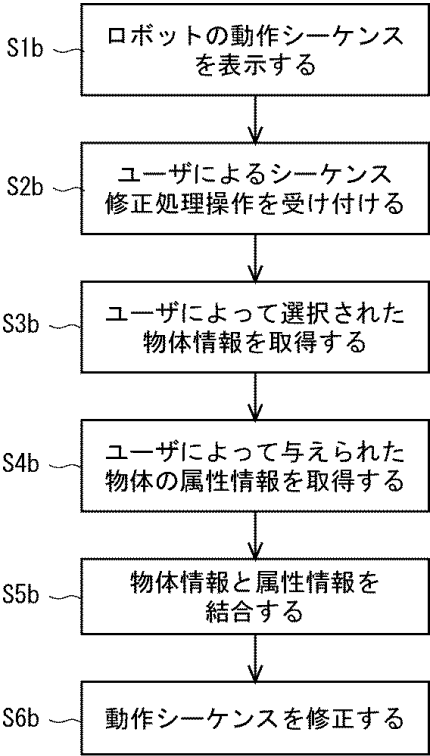 S1b
ロボットの動作シーケンス
を表示する
S2b
ユーザによるシーケンス
修正処理操作を受け付ける
S3b
ユーザによって選択された
物体情報を取得する
S4b
ユーザによって与えられた
物体の属性情報を取得する
S5b
物体情報と属性情報を
結合する
S6b
動作シーケンスを修正する